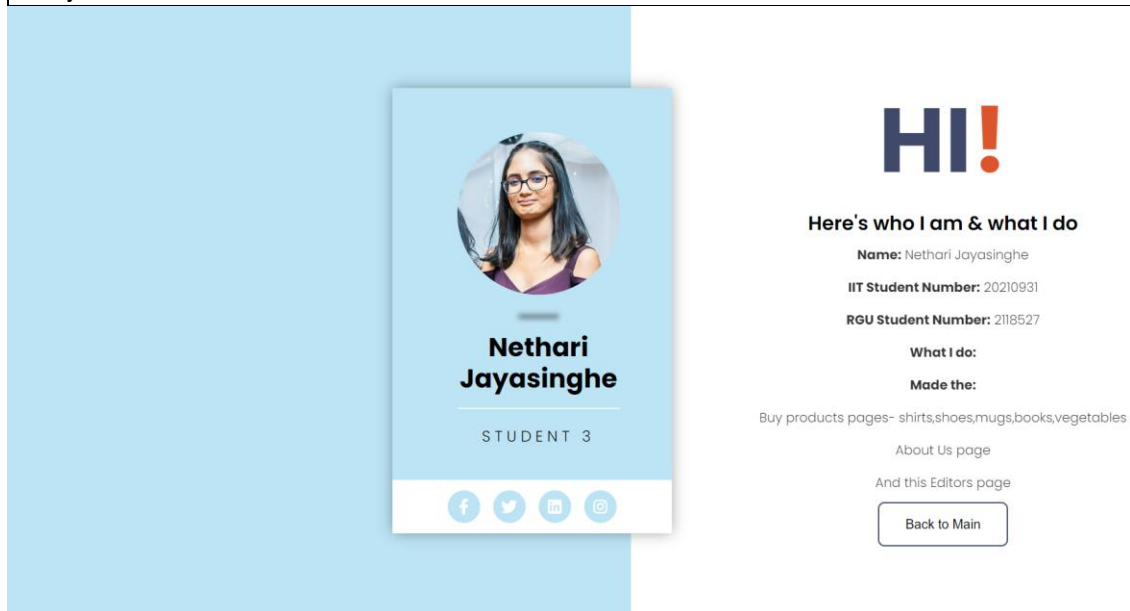 Nethari
Jayasinghe
STUDENT 3
HI!
Here's who I am & what I do
Name: Nethari Jayasinghe
IIT Student Number: 20210931
RGU Student Number: 2118527
What I do:
Made the:
Buy products pages- shirts,shoes,mugs,books,vegetables
About Us page
And this Editors page
Back to Main